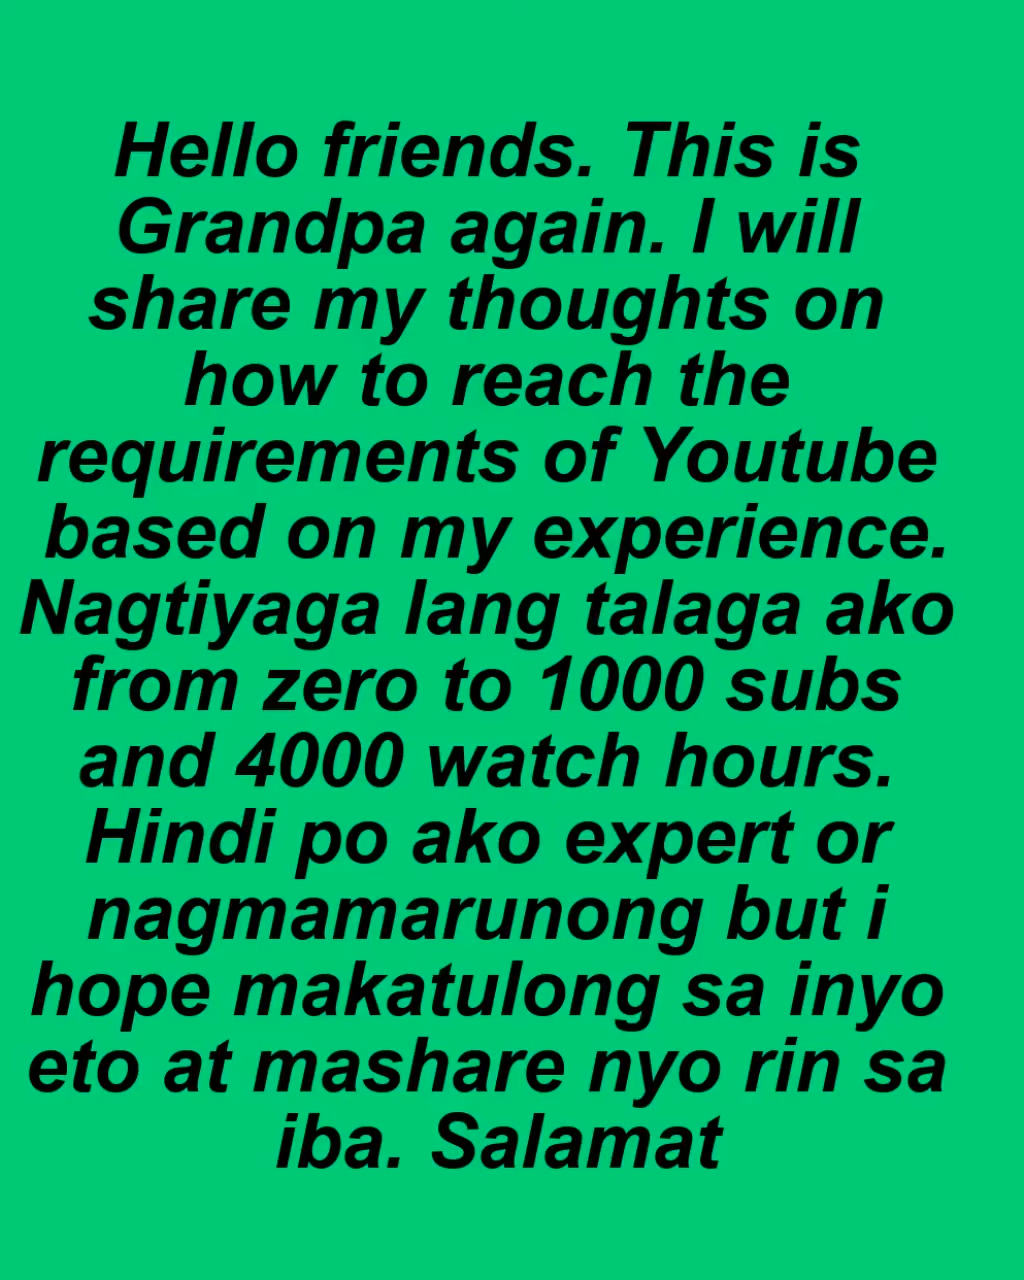 Hello friends. This is
Grandpa again. I will
share my thoughts on
how to reach the
requirements of Youtube
based on my experience.
Nagtiyaga lang talaga ako
from zero to 1000 subs
and 4000 watch hours.
Hindi po ako expert or
nagmamarunong but i
hope makatulong sa inyo
eto at mashare nyo rin sa
iba. Salamat